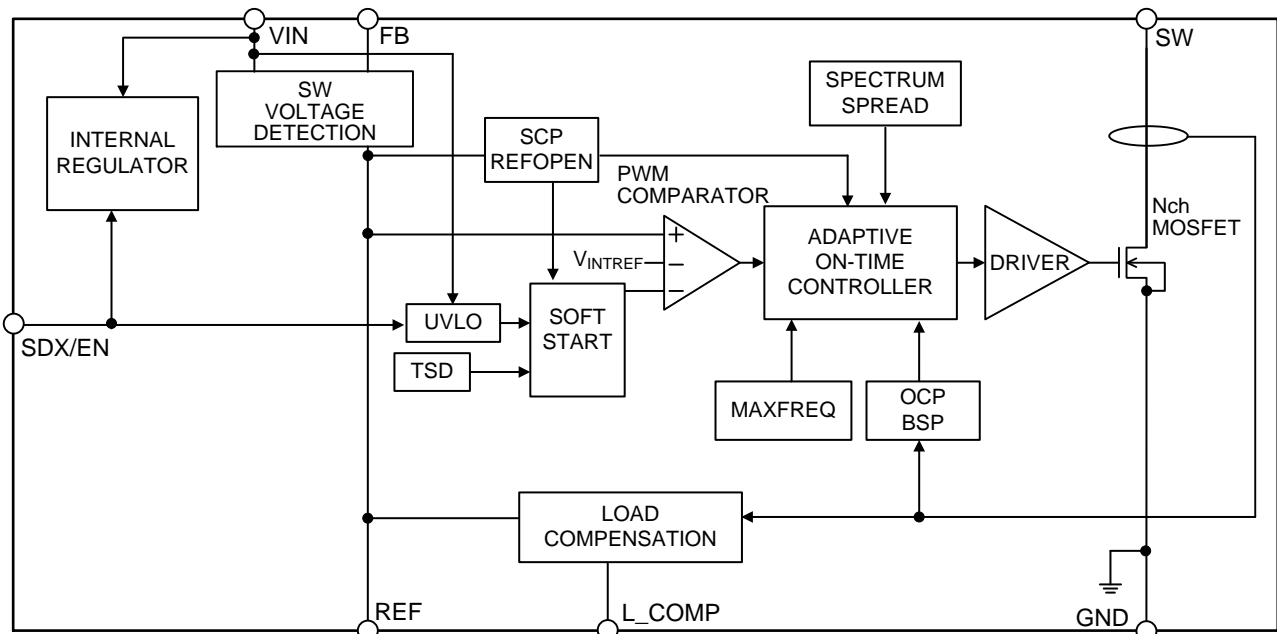 VIN
FB
SW
SW
VOLTAGE
DETECTION
SPECTRUM
SPREAD
INTERNAL
REGULATOR
SCP
REFOPEN
PWM
COMPARATOR
Nch
MOSFET
+
VINTREF
−
−
ADAPTIVE
ON-TIME
CONTROLLER
DRIVER
SDX/EN
UVLO
SOFT
START
TSD
MAXFREQ
OCP
BSP
LOAD
COMPENSATION
REF
L_COMP
GND